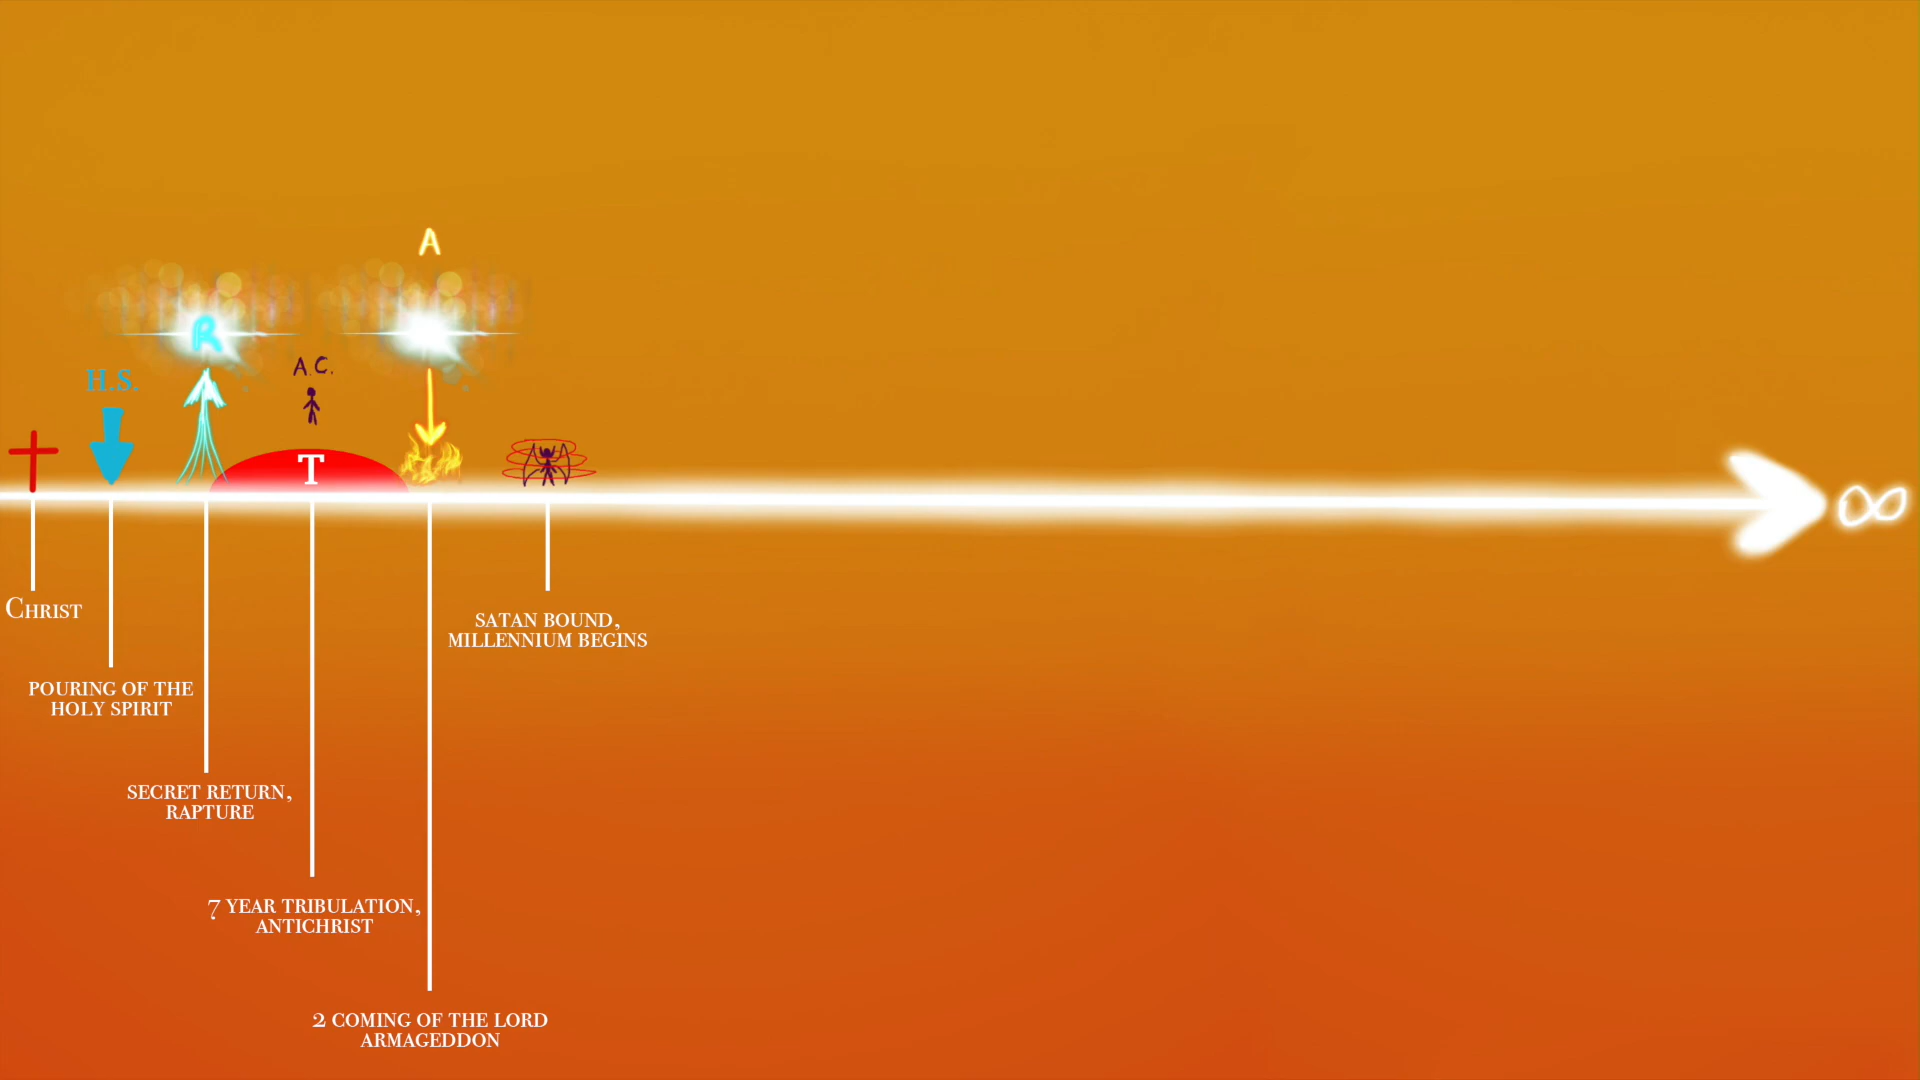 A
R
A.C.
H.S.
T
∞
Christ
POURING OF THE
HOLY SPIRIT
SECRET RETURN,
RAPTURE
7 YEAR TRIBULATION,
ANTICHRIST
2 COMING OF THE LORD
ARMAGEDDON
SATAN BOUND,
MILLENNIUM BEGINS